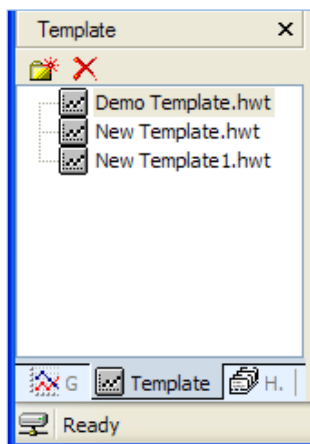 Template
Demo Template.hwt
New Template.hwt
New Template1.hwt
G Template H.
Ready